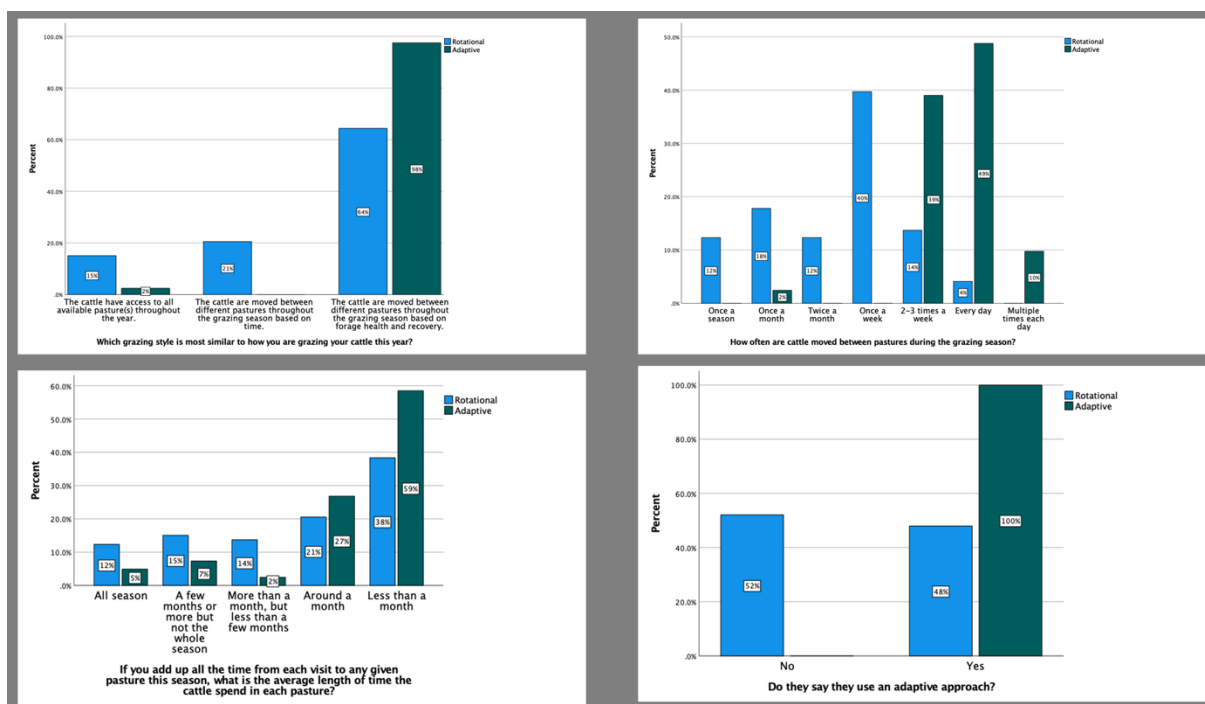 100.0%
80.0%
60.0%
40.0%
20.0%
.0%
Percent
Rotational
Adaptive
15%
2%
21%
64%
98%
The cattle have access to all
available pasture(s) throughout
the year.
The cattle are moved between
different pastures throughout
the grazing season based on
time.
The cattle are moved between
different pastures throughout
the grazing season based on
forage health and recovery.
Which grazing style is most similar to how you are grazing your cattle this year?
50.0%
40.0%
30.0%
20.0%
10.0%
.0%
Percent
Rotational
Adaptive
12%
18%
2%
12%
40%
14%
39%
4%
49%
10%
Once a
season
Once a
month
Twice a
month
Once a
week
2-3 times a
week
Every day
Multiple
times each
day
How often are cattle moved between pastures during the grazing season?
60.0%
50.0%
40.0%
30.0%
20.0%
10.0%
.0%
Percent
Rotational
Adaptive
12%
5%
15%
7%
14%
2%
21%
27%
38%
59%
All season
A few
months or
more but
not the
whole
season
More than a
month, but
less than a
few months
Around a
month
Less than a
month
If you add up all the time from each visit to any given
pasture this season, what is the average length of time the
cattle spend in each pasture?
100.0%
80.0%
60.0%
40.0%
20.0%
.0%
Percent
Rotational
Adaptive
52%
48%
100%
No
Yes
Do they say they use an adaptive approach?